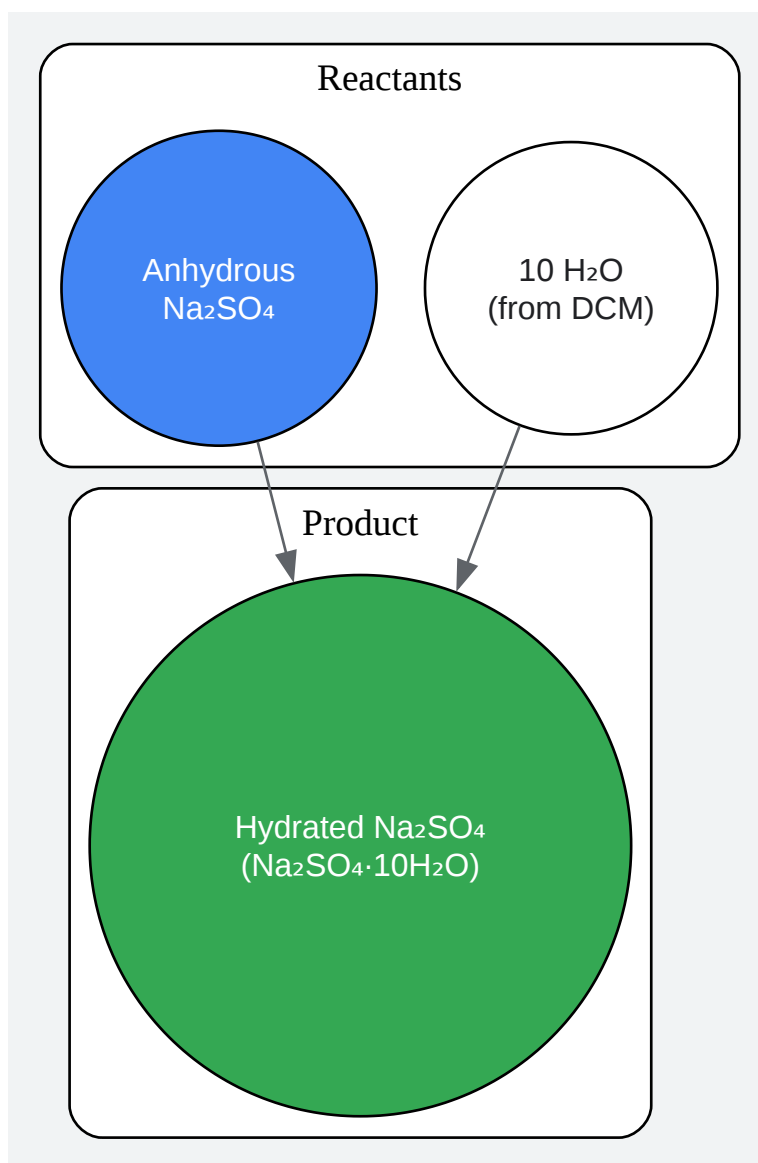 Reactants
Anhydrous
Na₂SO₄
10 H₂O
(from DCM)
Product
Hydrated Na₂SO₄
(Na₂SO₄·10H₂O)